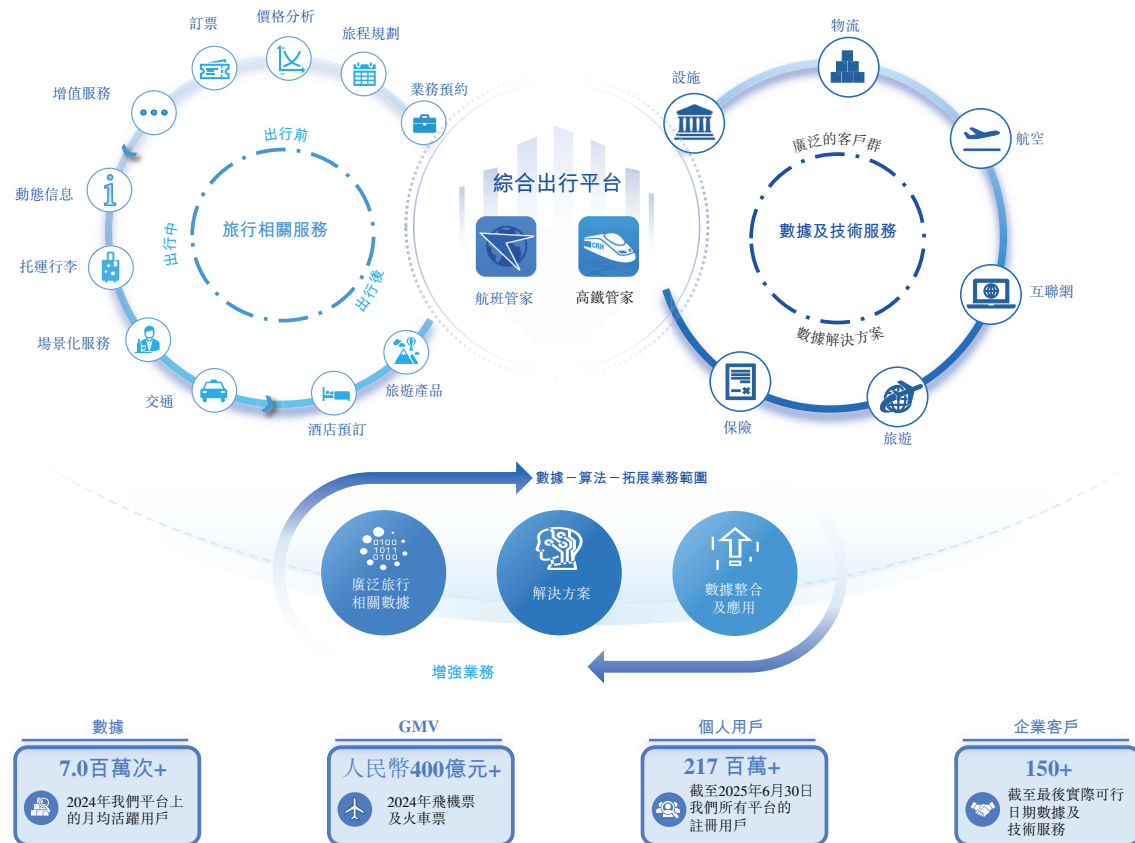 訂票
價格分析
旅程規劃
業務預約
增值服務
動態信息
托運行李
場景化服務
交通
酒店預訂
旅遊產品
出行前
出行中
出行後
旅行相關服務
綜合出行平台
CRH
航班管家
高鐵管家
物流
設施
航空
互聯網
旅遊
保險
廣泛的客戶群
數據及技術服務
數據解決方案
數據－算法－拓展業務範圍
0100
1011
0100
廣泛旅行
相關數據
解決方案
數據整合
及應用
增強業務
數據
7.0百萬次+
2024年我們平台上
的月均活躍用戶
GMV
人民幣400億元+
2024年飛機票
及火車票
個人用戶
217 百萬+
截至2025年6月30日
我們所有平台的
註冊用戶
企業客戶
150+
截至最後實際可行
日期數據及
技術服務